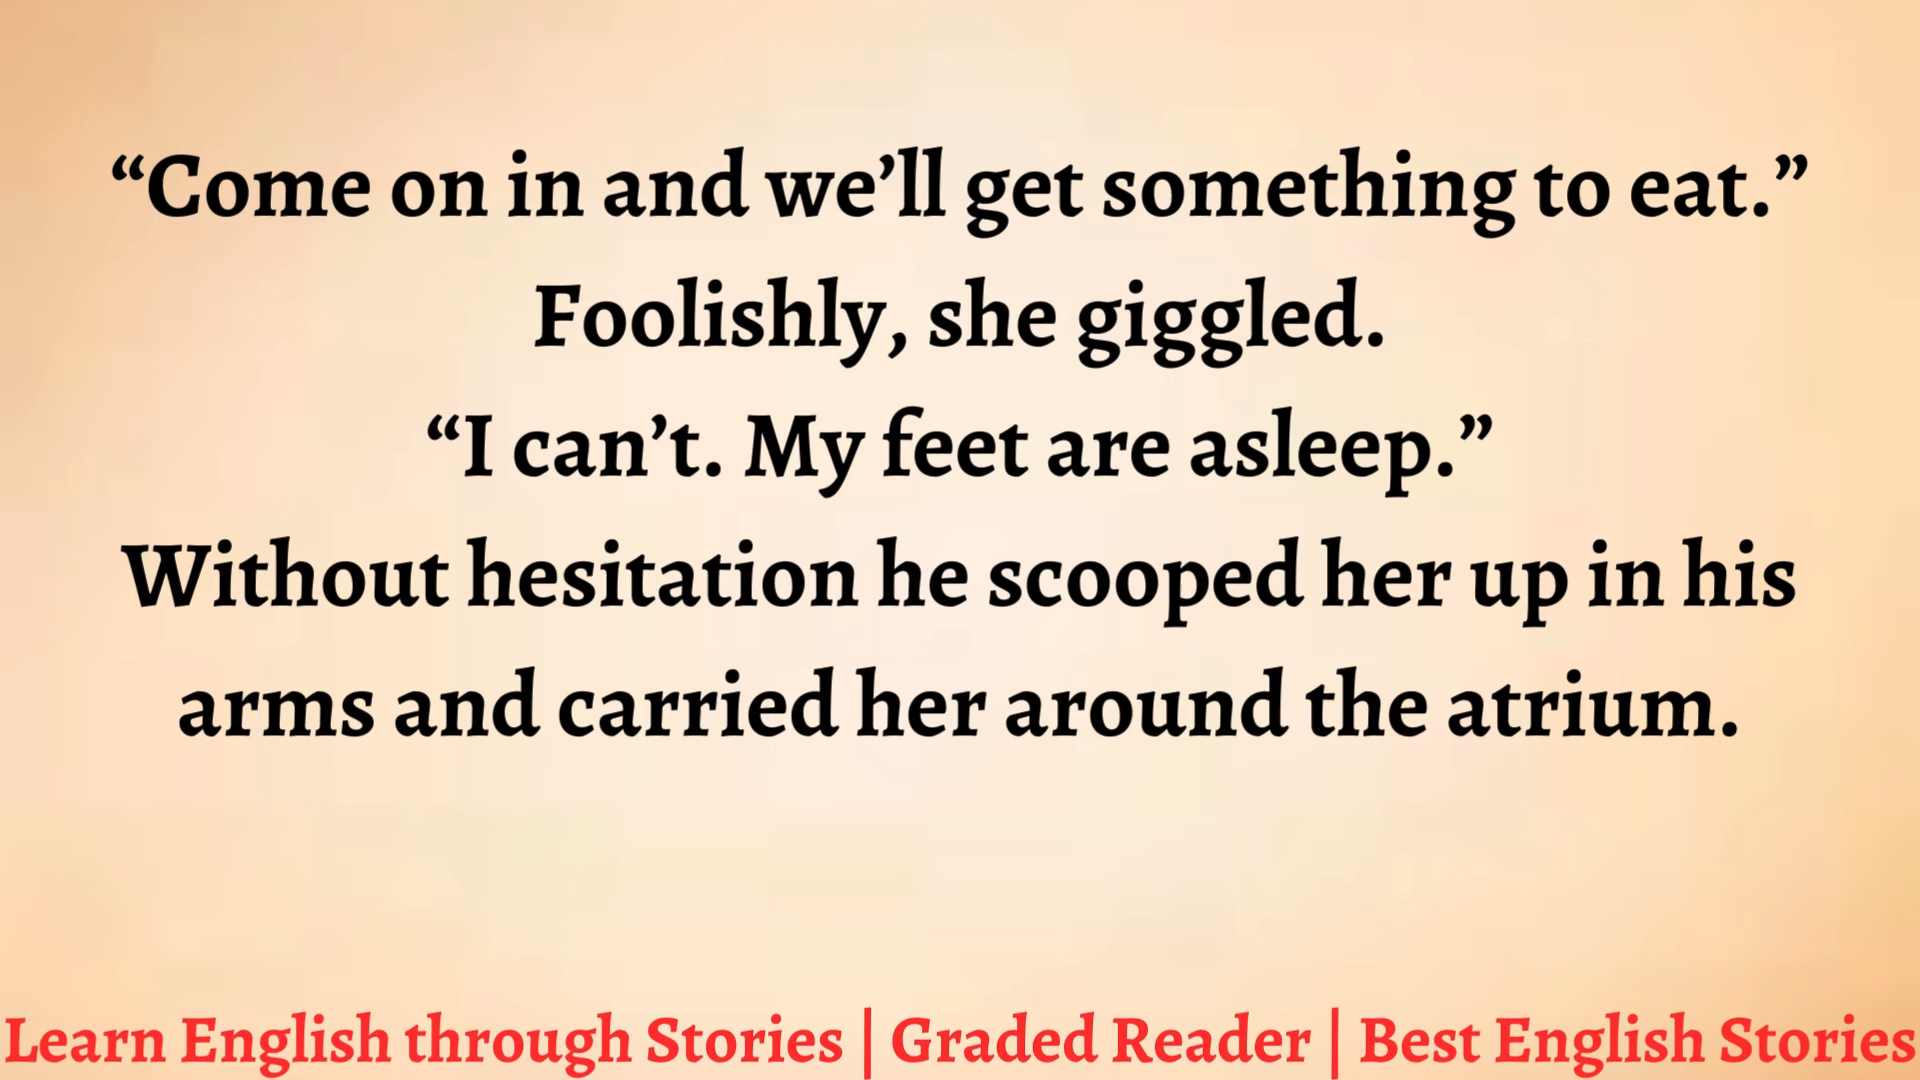 “Come on in and we’ll get something to eat.”
Foolishly, she giggled.
“I can’t. My feet are asleep.”
Without hesitation he scooped her up in his
arms and carried her around the atrium.
Learn English through Stories | Graded Reader | Best English Stories